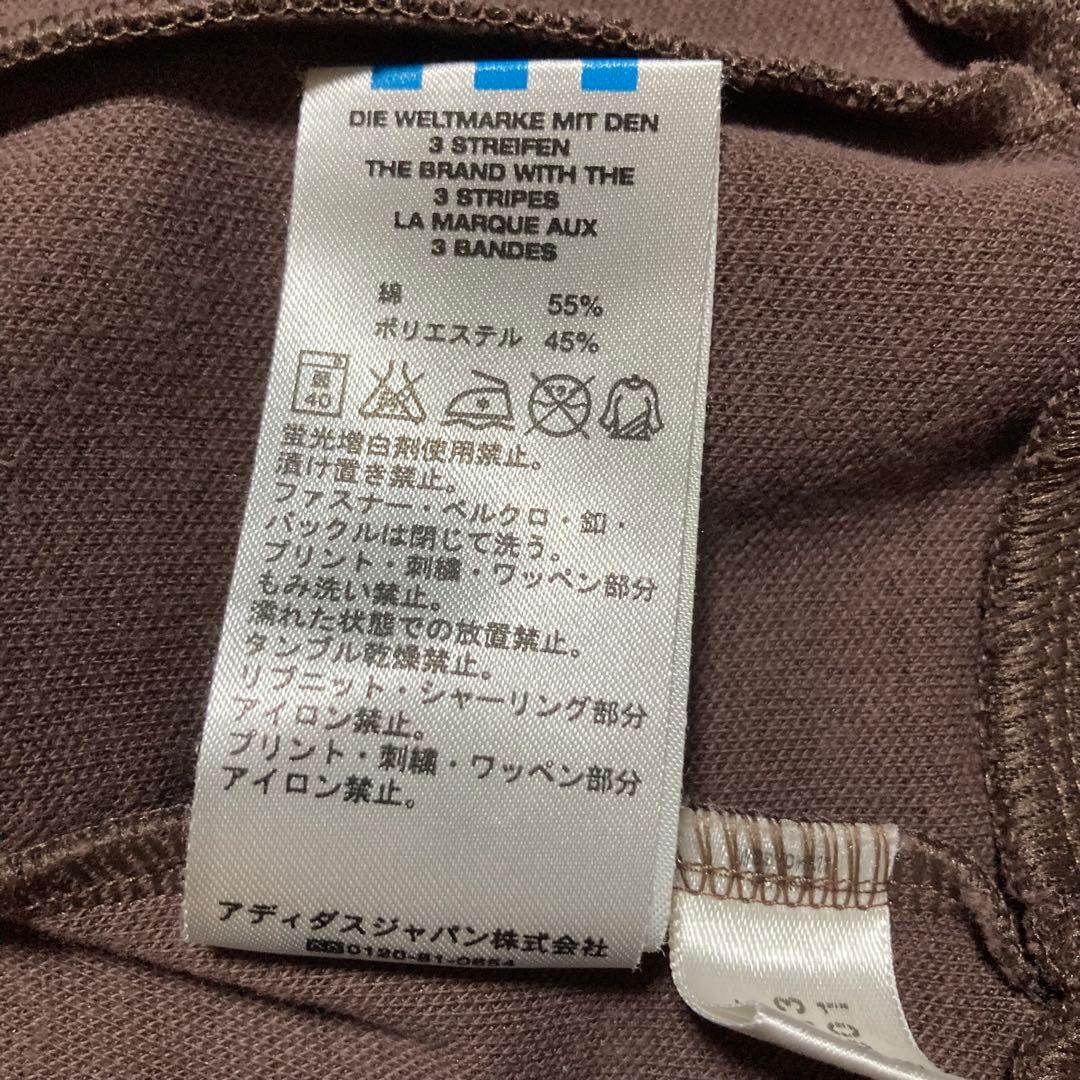 DIE WELTMARKE MIT DEN
3 STREIFEN
THE BRAND WITH THE
3 STRIPES
LA MARQUE AUX
3 BANDES
綿 55%
ポリエステル 45%
40
蛍光増白剤使用禁止。
漬け置き禁止。
ファスナー・ベルクロ・釦・
バックルは閉じて洗う。
プリント・刺繍・ワッペン部分
もみ洗い禁止。
濡れた状態での放置禁止。
タンブル乾燥禁止。
リブニット・シャーリング部分
アイロン禁止。
プリント・刺繍・ワッペン部分
アイロン禁止。
アディダスジャパン株式会社
0120-81-0654
3